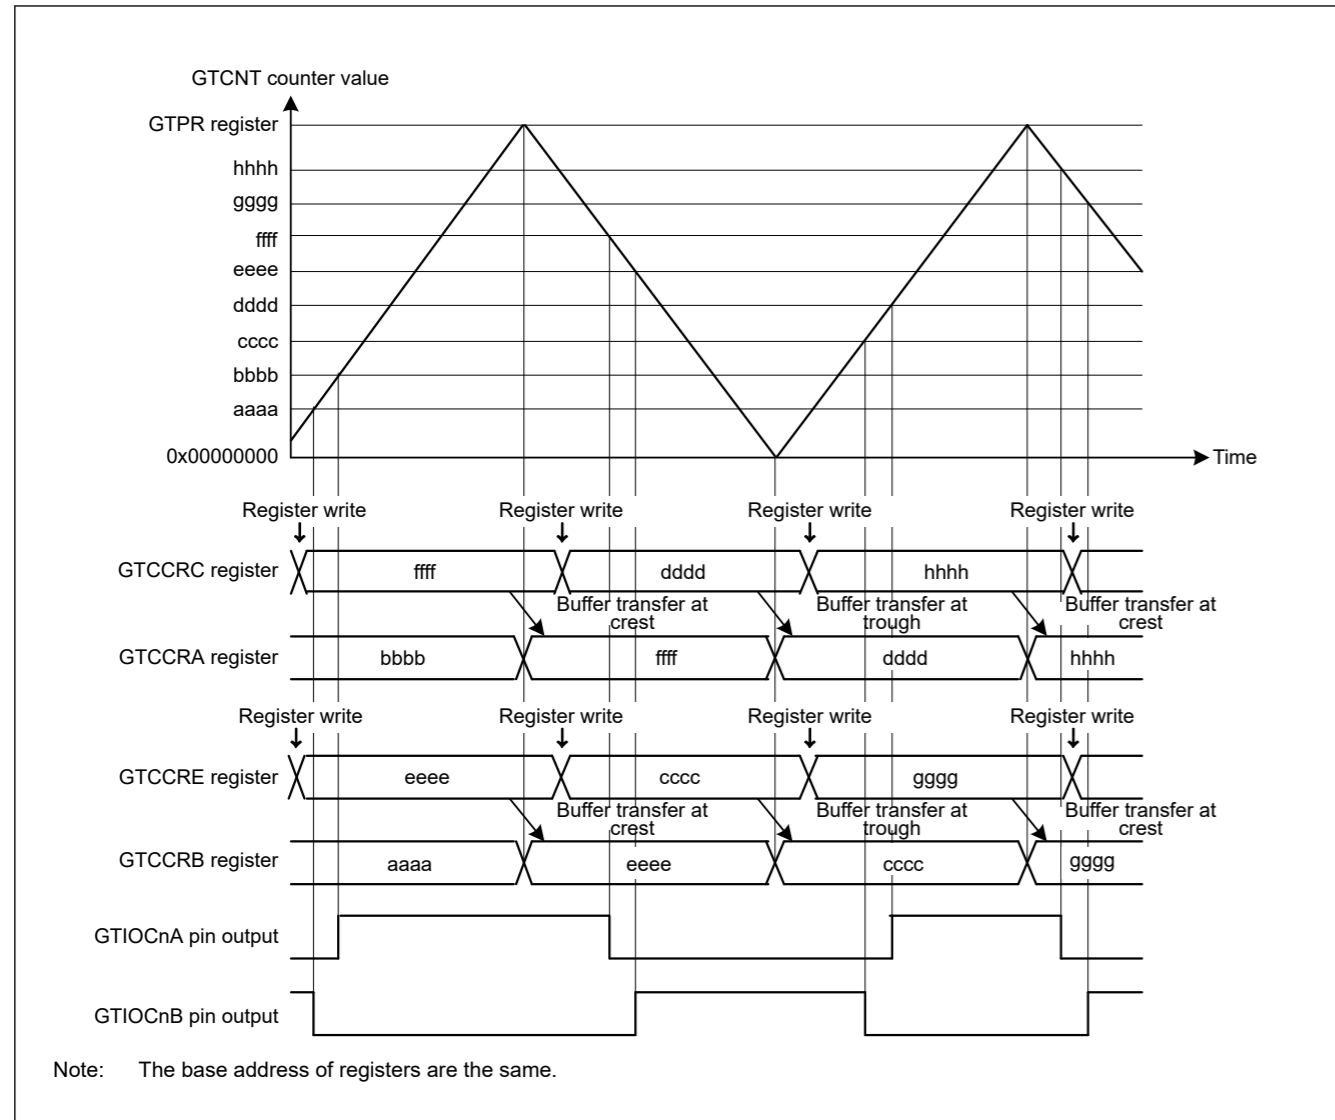 GTCNT counter value
GTPR register
hhhh
gggg
ffff
eeee
dddd
cccc
bbbb
aaaa
0x00000000
Time
Register write Register write Register write Register write
GTCCRC register ffff dddd hhhh
Buffer transfer at crest Buffer transfer at trough Buffer transfer at crest
GTCCRA register bbbb ffff dddd hhhh
Register write Register write Register write Register write
GTCCRE register eeee cccc gggg
Buffer transfer at crest Buffer transfer at trough Buffer transfer at crest
GTCCRB register aaaa eeee cccc gggg
GTIOCnA pin output
GTIOCnB pin output
Note: The base address of registers are the same.